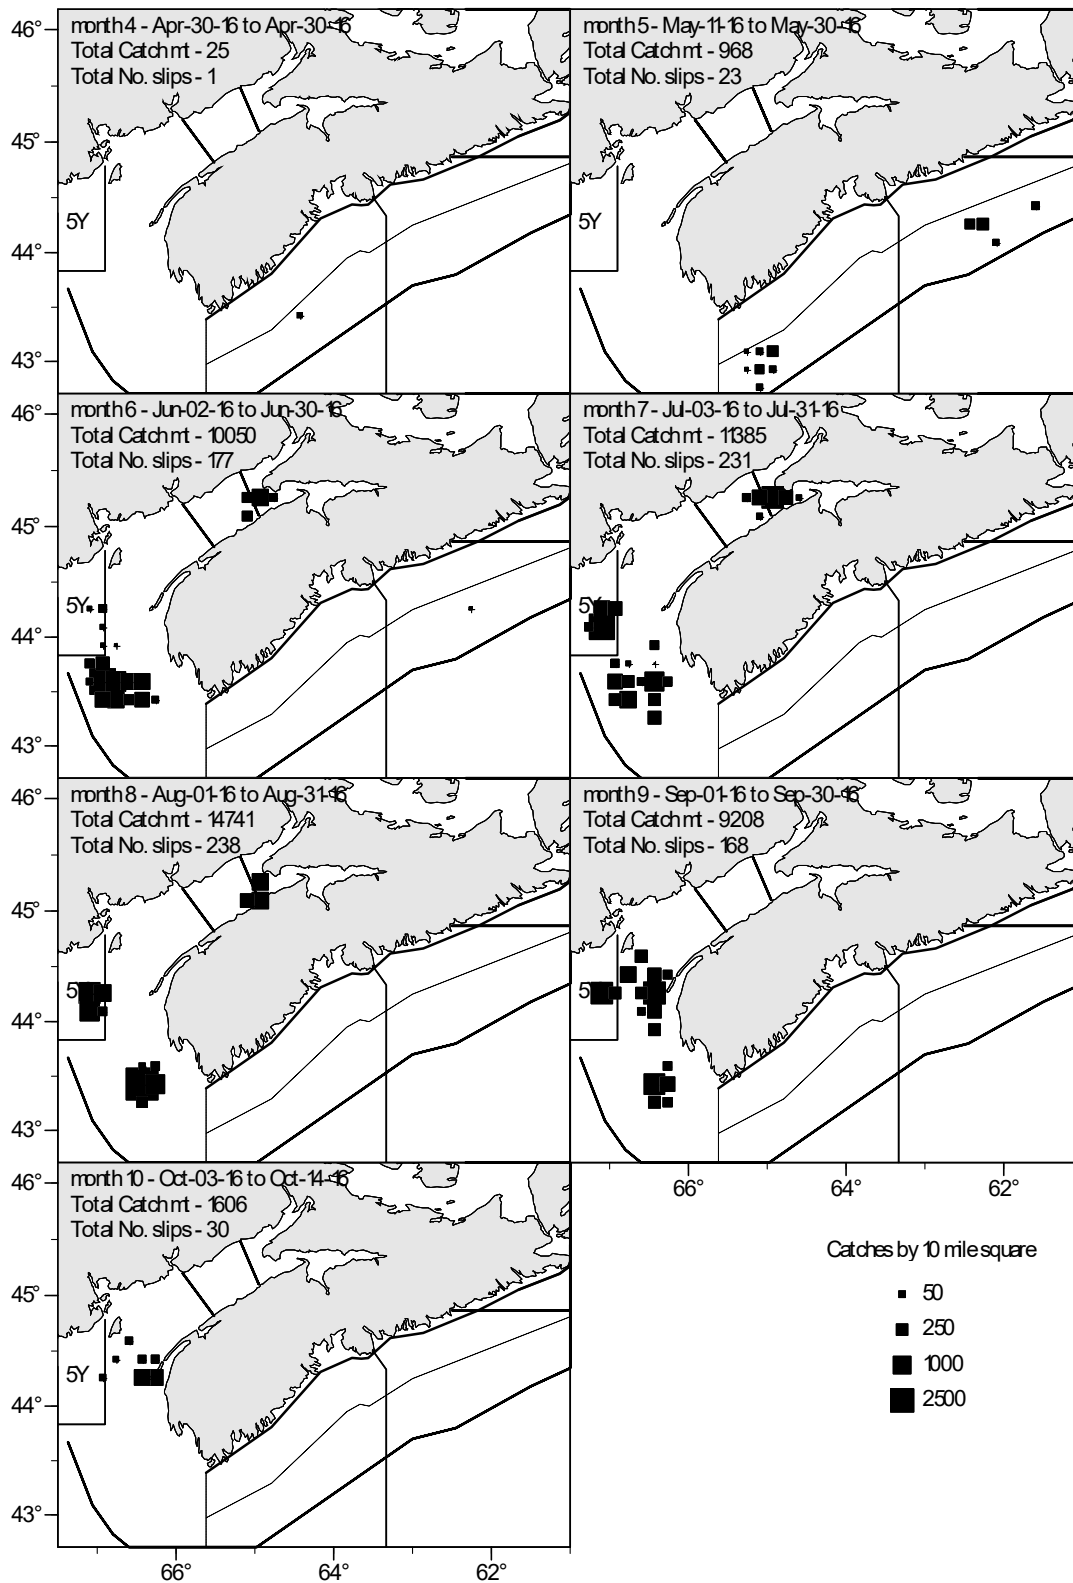 46°
month 4 - Apr-30-16 to Apr-30-16
Total Catch mt - 25
Total No. slips - 1
45°
5Y
44°
43°
month 5 - May-11-16 to May-30-16
Total Catch mt - 968
Total No. slips - 23
5Y
46°
month 6 - Jun-02-16 to Jun-30-16
Total Catch mt - 10050
Total No. slips - 177
45°
5Y
44°
43°
month 7 - Jul-03-16 to Jul-31-16
Total Catch mt - 11385
Total No. slips - 231
5Y
46°
month 8 - Aug-01-16 to Aug-31-16
Total Catch mt - 14741
Total No. slips - 238
45°
5
44°
43°
month 9 - Sep-01-16 to Sep-30-16
Total Catch mt - 9208
Total No. slips - 168
5
66° 64° 62°
46°
month 10 - Oct-03-16 to Oct-14-16
Total Catch mt - 1606
Total No. slips - 30
45°
5Y
44°
43°
66° 64° 62°
Catches by 10 mile square
50
250
1000
2500